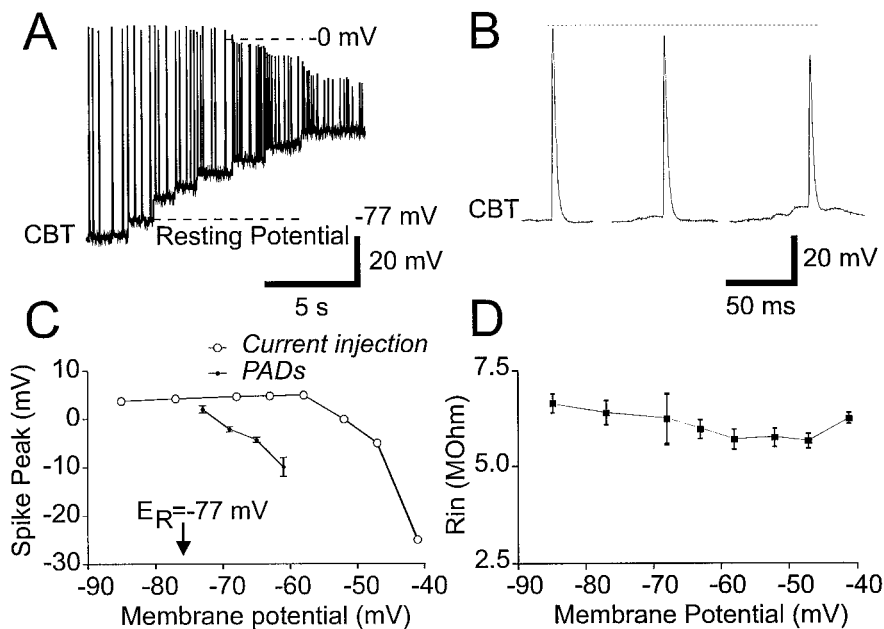 A
-0 mV
CBT
Resting Potential
-77 mV
20 mV
5 s
B
CBT
20 mV
50 ms
C
Current injection
PADs
Spike Peak (mV)
10
0
-10
-20
-30
ER=-77 mV
-90
-80
-70
-60
-50
-40
Membrane potential (mV)
D
Rin (MOhm)
7.5
5.0
2.5
-90
-80
-70
-60
-50
-40
Membrane Potential (mV)